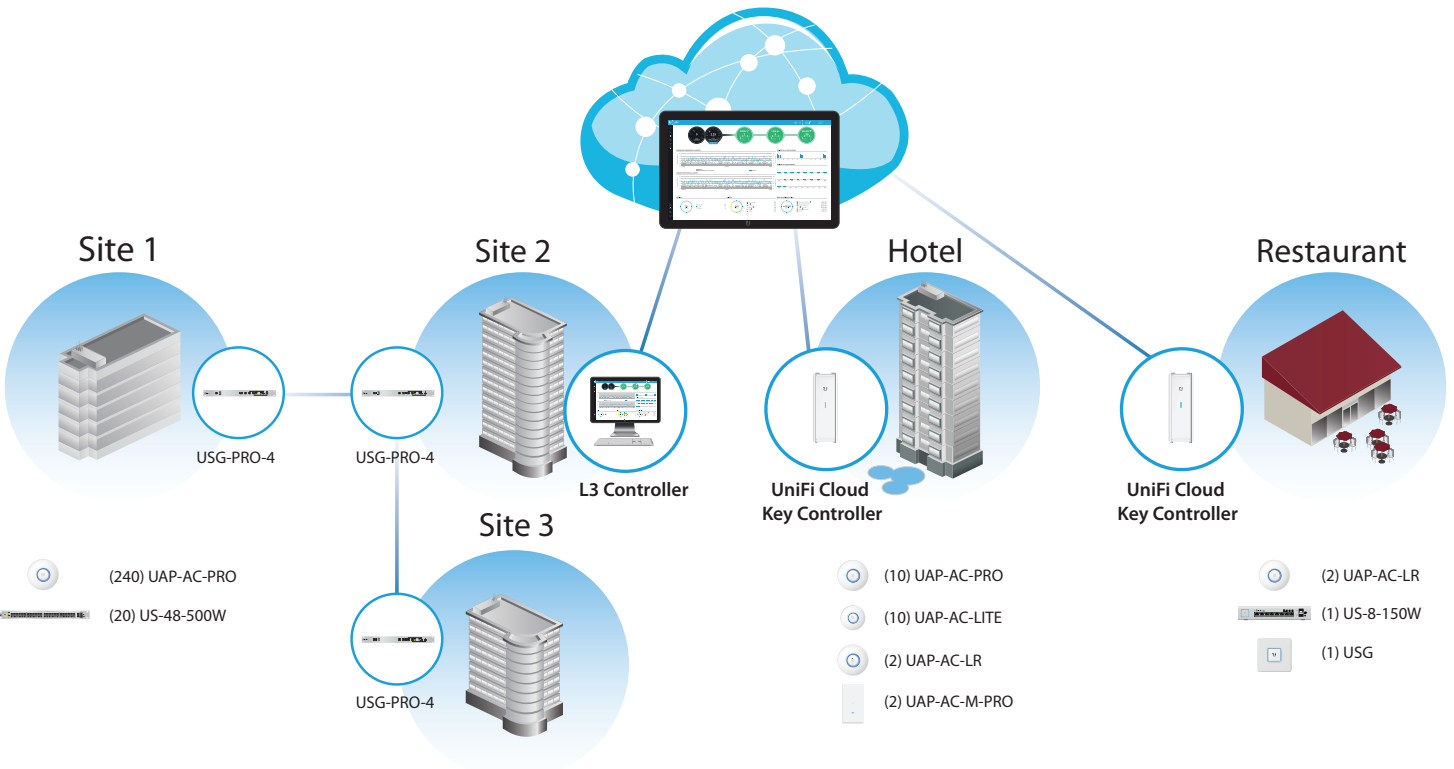 Site 1
Site 2
Hotel
Restaurant
USG-PRO-4
USG-PRO-4
L3 Controller
UniFi Cloud
Key Controller
UniFi Cloud
Key Controller
Site 3
USG-PRO-4
(240) UAP-AC-PRO
(20) US-48-500W
(10) UAP-AC-PRO
(10) UAP-AC-LITE
(2) UAP-AC-LR
(2) UAP-AC-M-PRO
(2) UAP-AC-LR
(1) US-8-150W
(1) USG